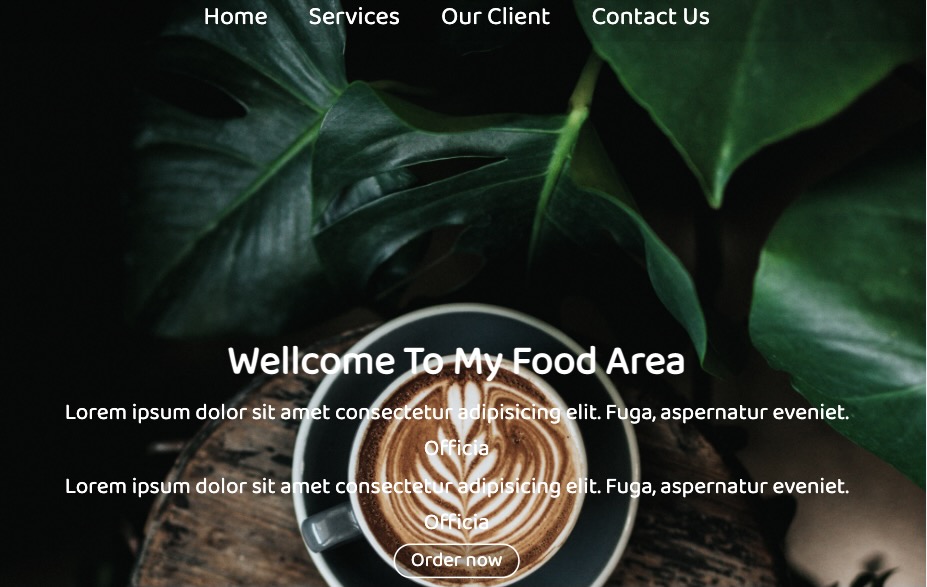 Home Services Our Client Contact Us
Wellcome To My Food Area
Lorem ipsum dolor sit amet consectetur adipisicing elit. Fuga, aspernatur eveniet.
Officia
Lorem ipsum dolor sit amet consectetur adipisicing elit. Fuga, aspernatur eveniet.
Officia
Order now